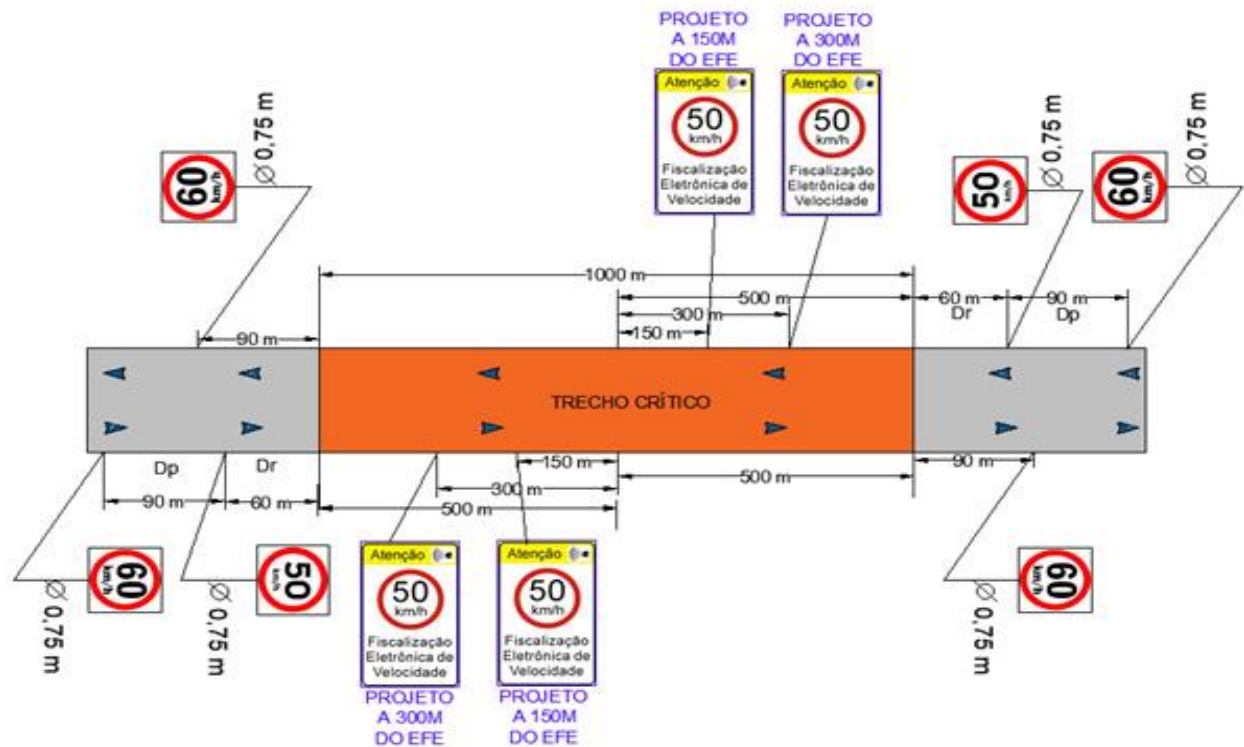 PROJETO
A 150M
DO EFE
PROJETO
A 300M
DO EFE
Atenção
50
km/h
Fiscalização
Eletrônica de
Velocidade
Atenção
50
km/h
Fiscalização
Eletrônica de
Velocidade
60
km/h
Ø 0,75 m
50
km/h
Ø 0,75 m
60
km/h
Ø 0,75 m
1000 m
500 m
60 m
90 m
300 m
Dr
Dp
150 m
90 m
TRECHO CRÍTICO
Dp
Dr
150 m
90 m
300 m
500 m
90 m
60 m
500 m
60
km/h
Ø 0,75 m
50
km/h
Ø 0,75 m
Atenção
50
km/h
Fiscalização
Eletrônica de
Velocidade
PROJETO
A 300M
DO EFE
Atenção
50
km/h
Fiscalização
Eletrônica de
Velocidade
PROJETO
A 150M
DO EFE
Ø 0,75 m
60
km/h